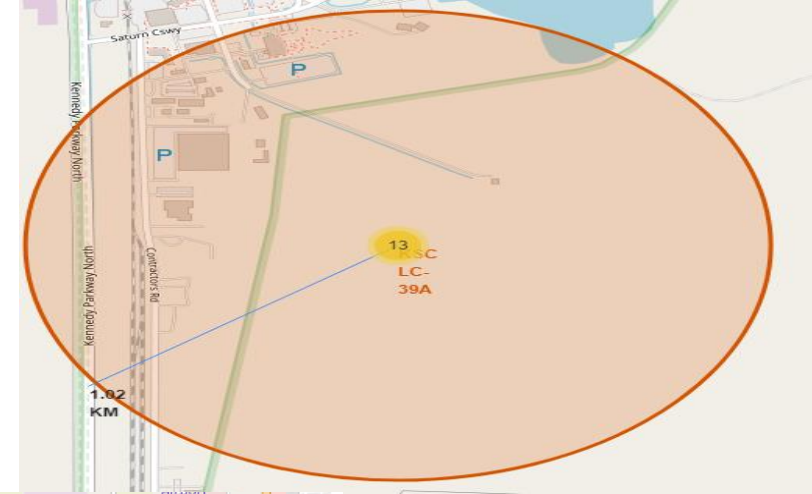 Saturn Cswy
P
Kennedy Parkway North
P
13
KSC
LC-
39A
Kennedy Parkway North
Contractors Rd
1.02
KM